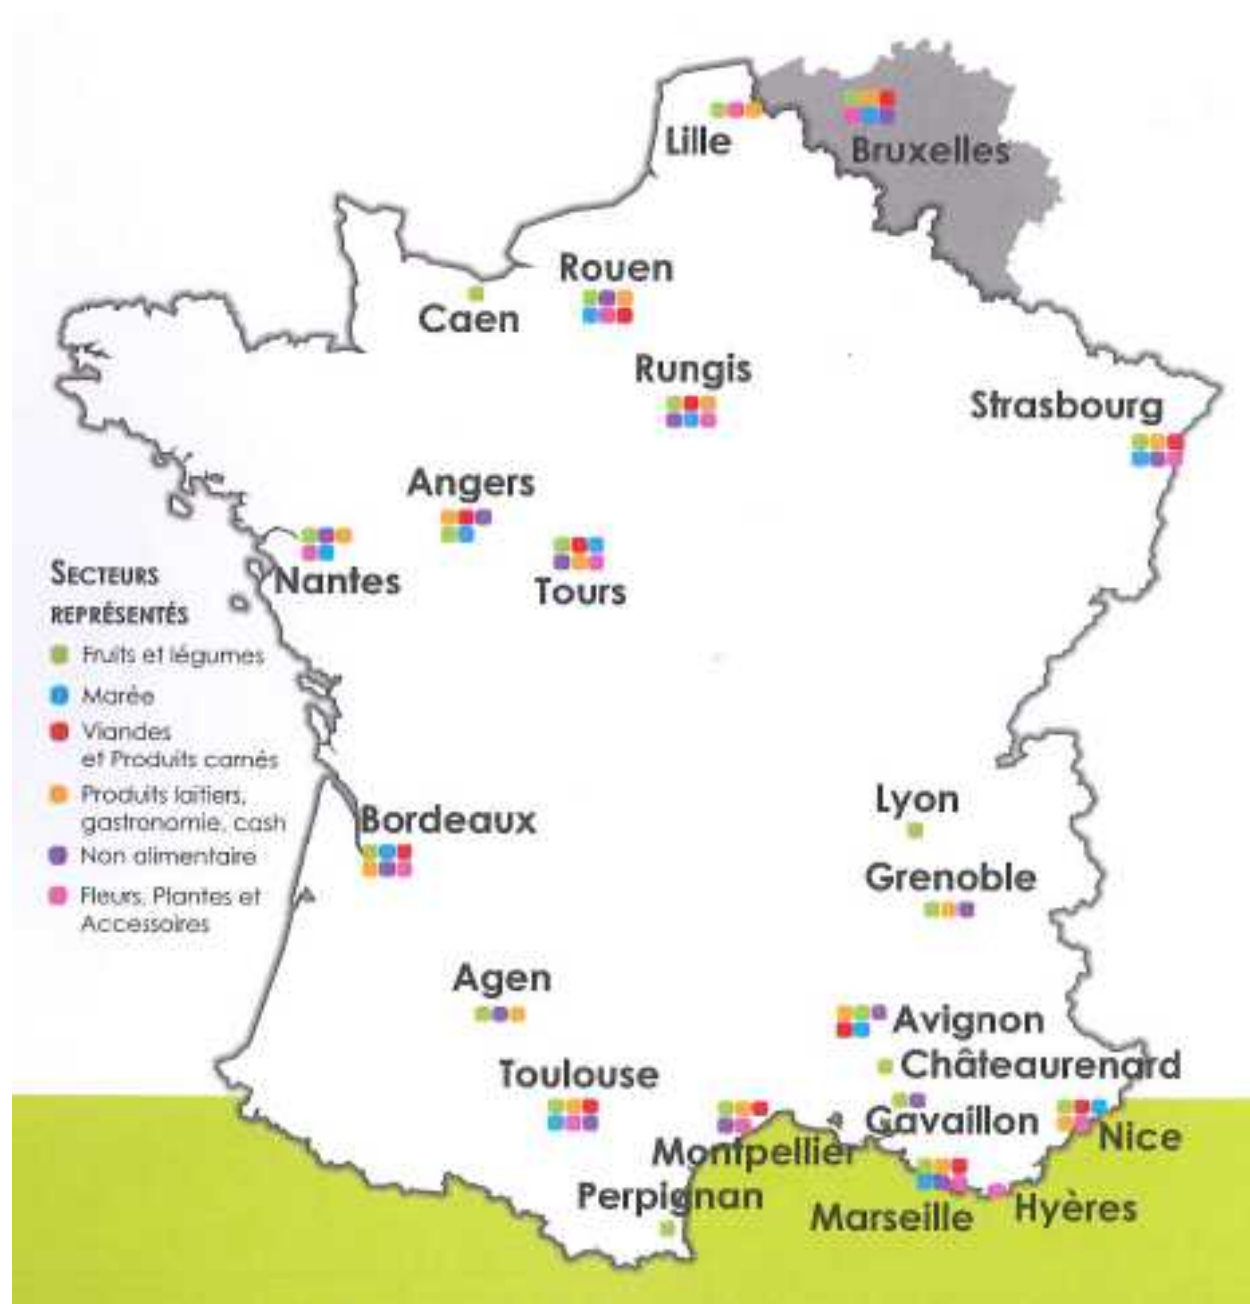 Lille
Bruxelles
Rouen
Caen
Rungis
Strasbourg
Angers
Nantes
Tours
SECTEURS
REPRÉSENTÉS
Fruits et légumes
Marée
Viandes
et Produits carnés
Produits laitiers,
gastronomie, cash
Non alimentaire
Fleurs, Plantes et
Accessoires
Lyon
Bordeaux
Grenoble
Agen
Avignon
Châteaurenard
Toulouse
Gavaillon
Nice
Montpellier
Perpignan
Marseille
Hyères